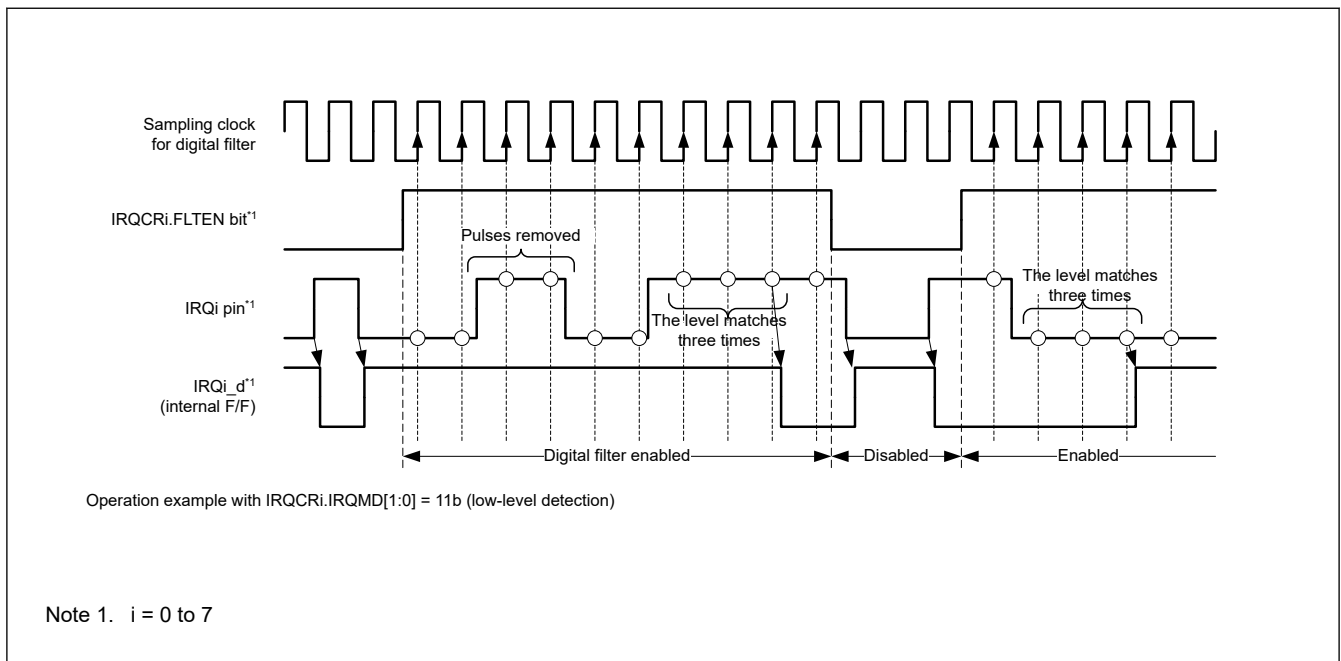 Sampling clock
for digital filter
IRQCRi.FLTEN bit*1
Pulses removed
IRQi pin*1
The level matches
three times
The level matches
three times
IRQi_d*1
(internal F/F)
Digital filter enabled
Disabled
Enabled
Operation example with IRQCRi.IRQMD[1:0] = 11b (low-level detection)
Note 1. i = 0 to 7